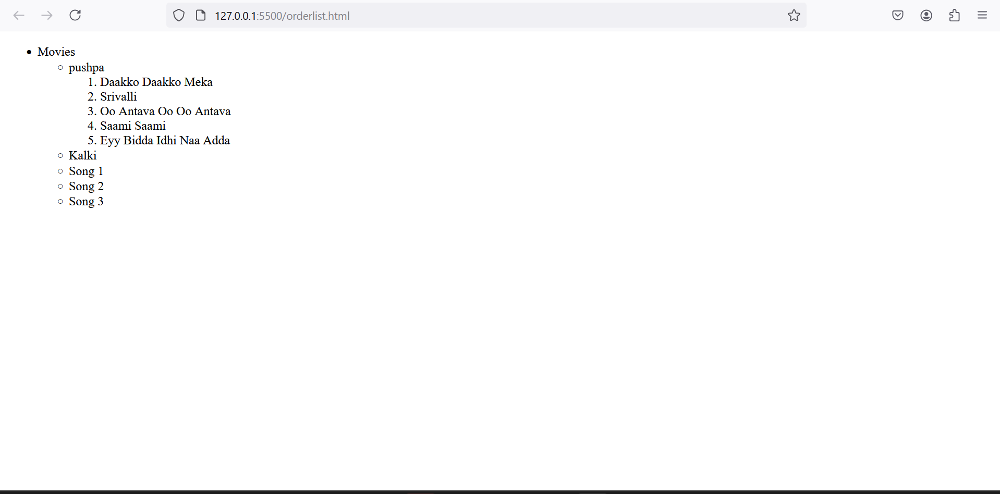 127.0.0.1:5500/orderlist.html
Movies
pushpa
1. Daakko Daakko Meka
2. Srivalli
3. Oo Antava Oo Oo Antava
4. Saami Saami
5. Eyy Bidda Idhi Naa Adda
Kalki
Song 1
Song 2
Song 3